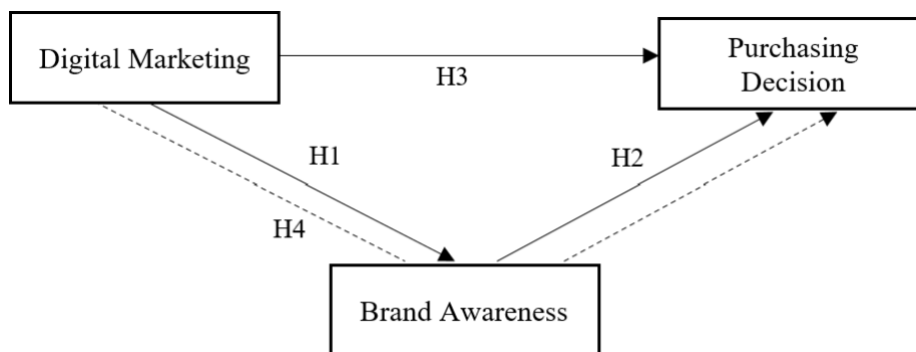 Digital Marketing
Purchasing
Decision
H3
H1
H2
H4
Brand Awareness